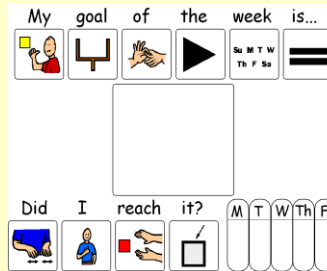 My goal of the week is...
Su M T W
Th F Sa
Did I reach it?
M T W Th F